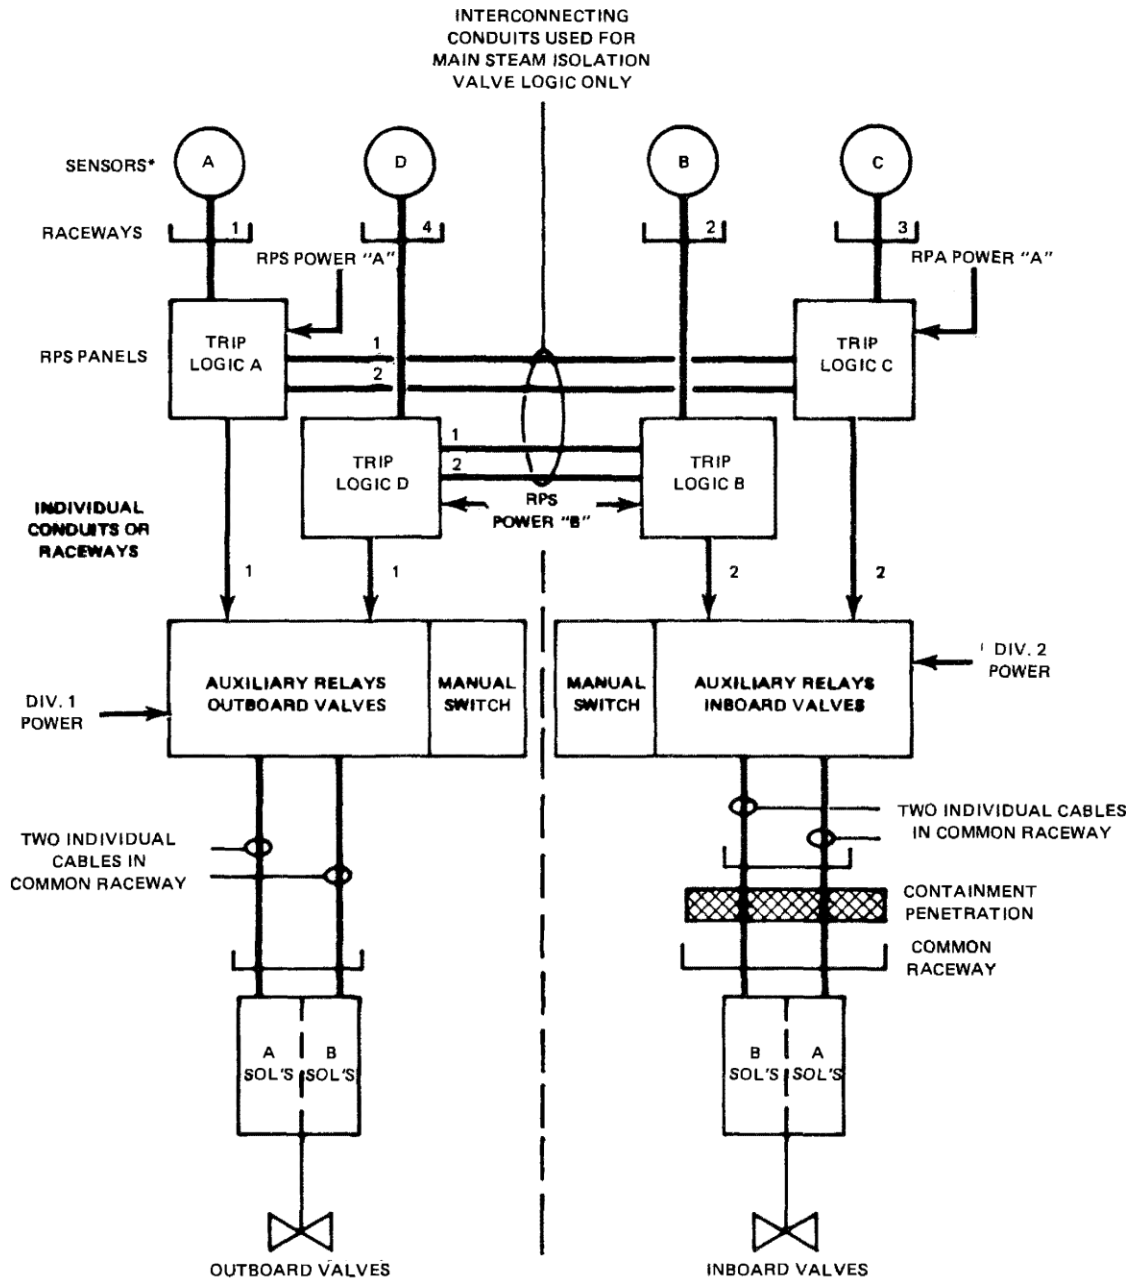 INTERCONNECTING
CONDUITS USED FOR
MAIN STEAM ISOLATION
VALVE LOGIC ONLY
SENSORS*
A
D
B
C
RACEWAYS
1
4
2
3
RPS POWER "A"
RPA POWER "A"
RPS PANELS
TRIP
LOGIC A
1
2
TRIP
LOGIC C
TRIP
LOGIC D
1
2
TRIP
LOGIC B
RPS
POWER "B"
INDIVIDUAL
CONDUITS OR
RACEWAYS
1
1
2
2
AUXILIARY RELAYS
OUTBOARD VALVES
MANUAL
SWITCH
MANUAL
SWITCH
AUXILIARY RELAYS
INBOARD VALVES
DIV. 2
POWER
DIV. 1
POWER
TWO INDIVIDUAL
CABLES IN
COMMON RACEWAY
TWO INDIVIDUAL CABLES
IN COMMON RACEWAY
CONTAINMENT
PENETRATION
COMMON
RACEWAY
A
SOL'S
B
SOL'S
B
SOL'S
A
SOL'S
OUTBOARD VALVES
INBOARD VALVES